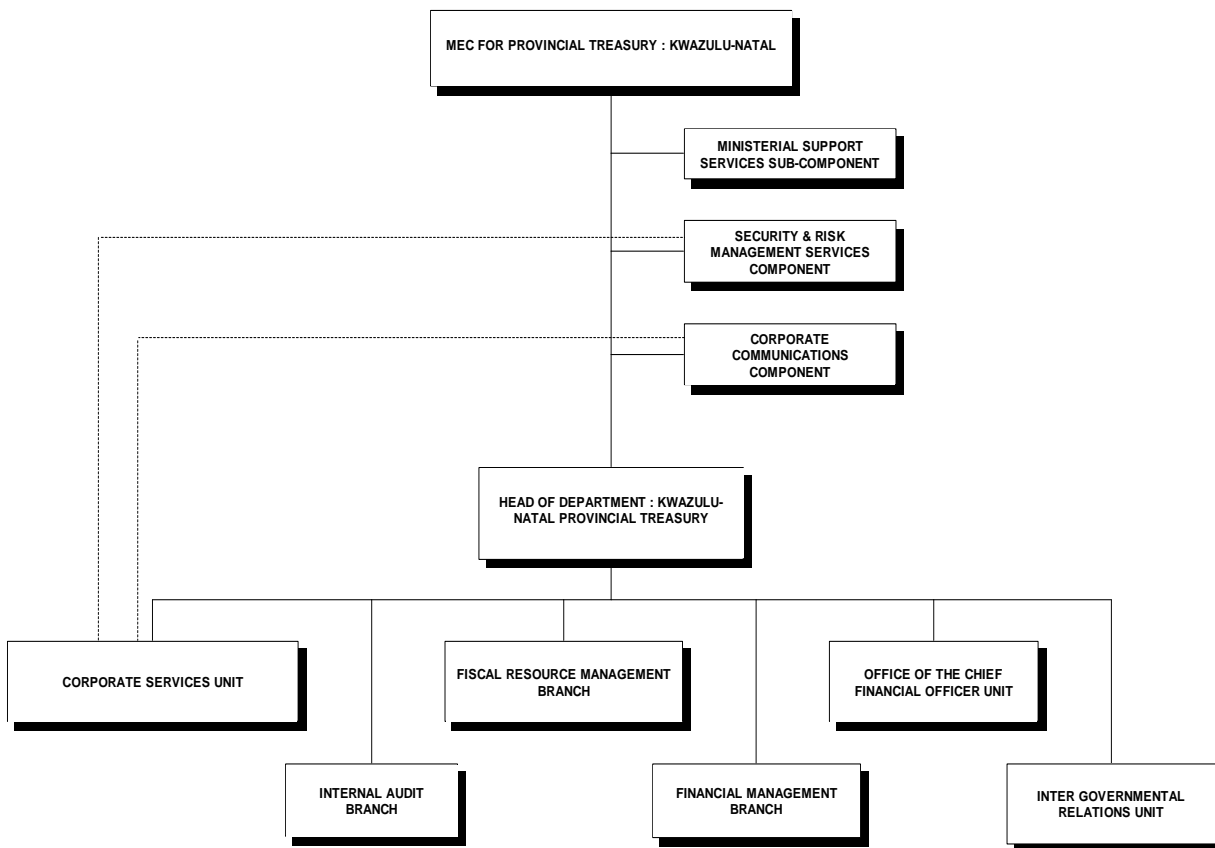 MEC FOR PROVINCIAL TREASURY : KWAZULU-NATAL
MINISTERIAL SUPPORT
SERVICES SUB-COMPONENT
SECURITY & RISK
MANAGEMENT SERVICES
COMPONENT
CORPORATE
COMMUNICATIONS
COMPONENT
HEAD OF DEPARTMENT : KWAZULU-
NATAL PROVINCIAL TREASURY
CORPORATE SERVICES UNIT
FISCAL RESOURCE MANAGEMENT
BRANCH
OFFICE OF THE CHIEF
FINANCIAL OFFICER UNIT
INTERNAL AUDIT
BRANCH
FINANCIAL MANAGEMENT
BRANCH
INTER GOVERNMENTAL
RELATIONS UNIT